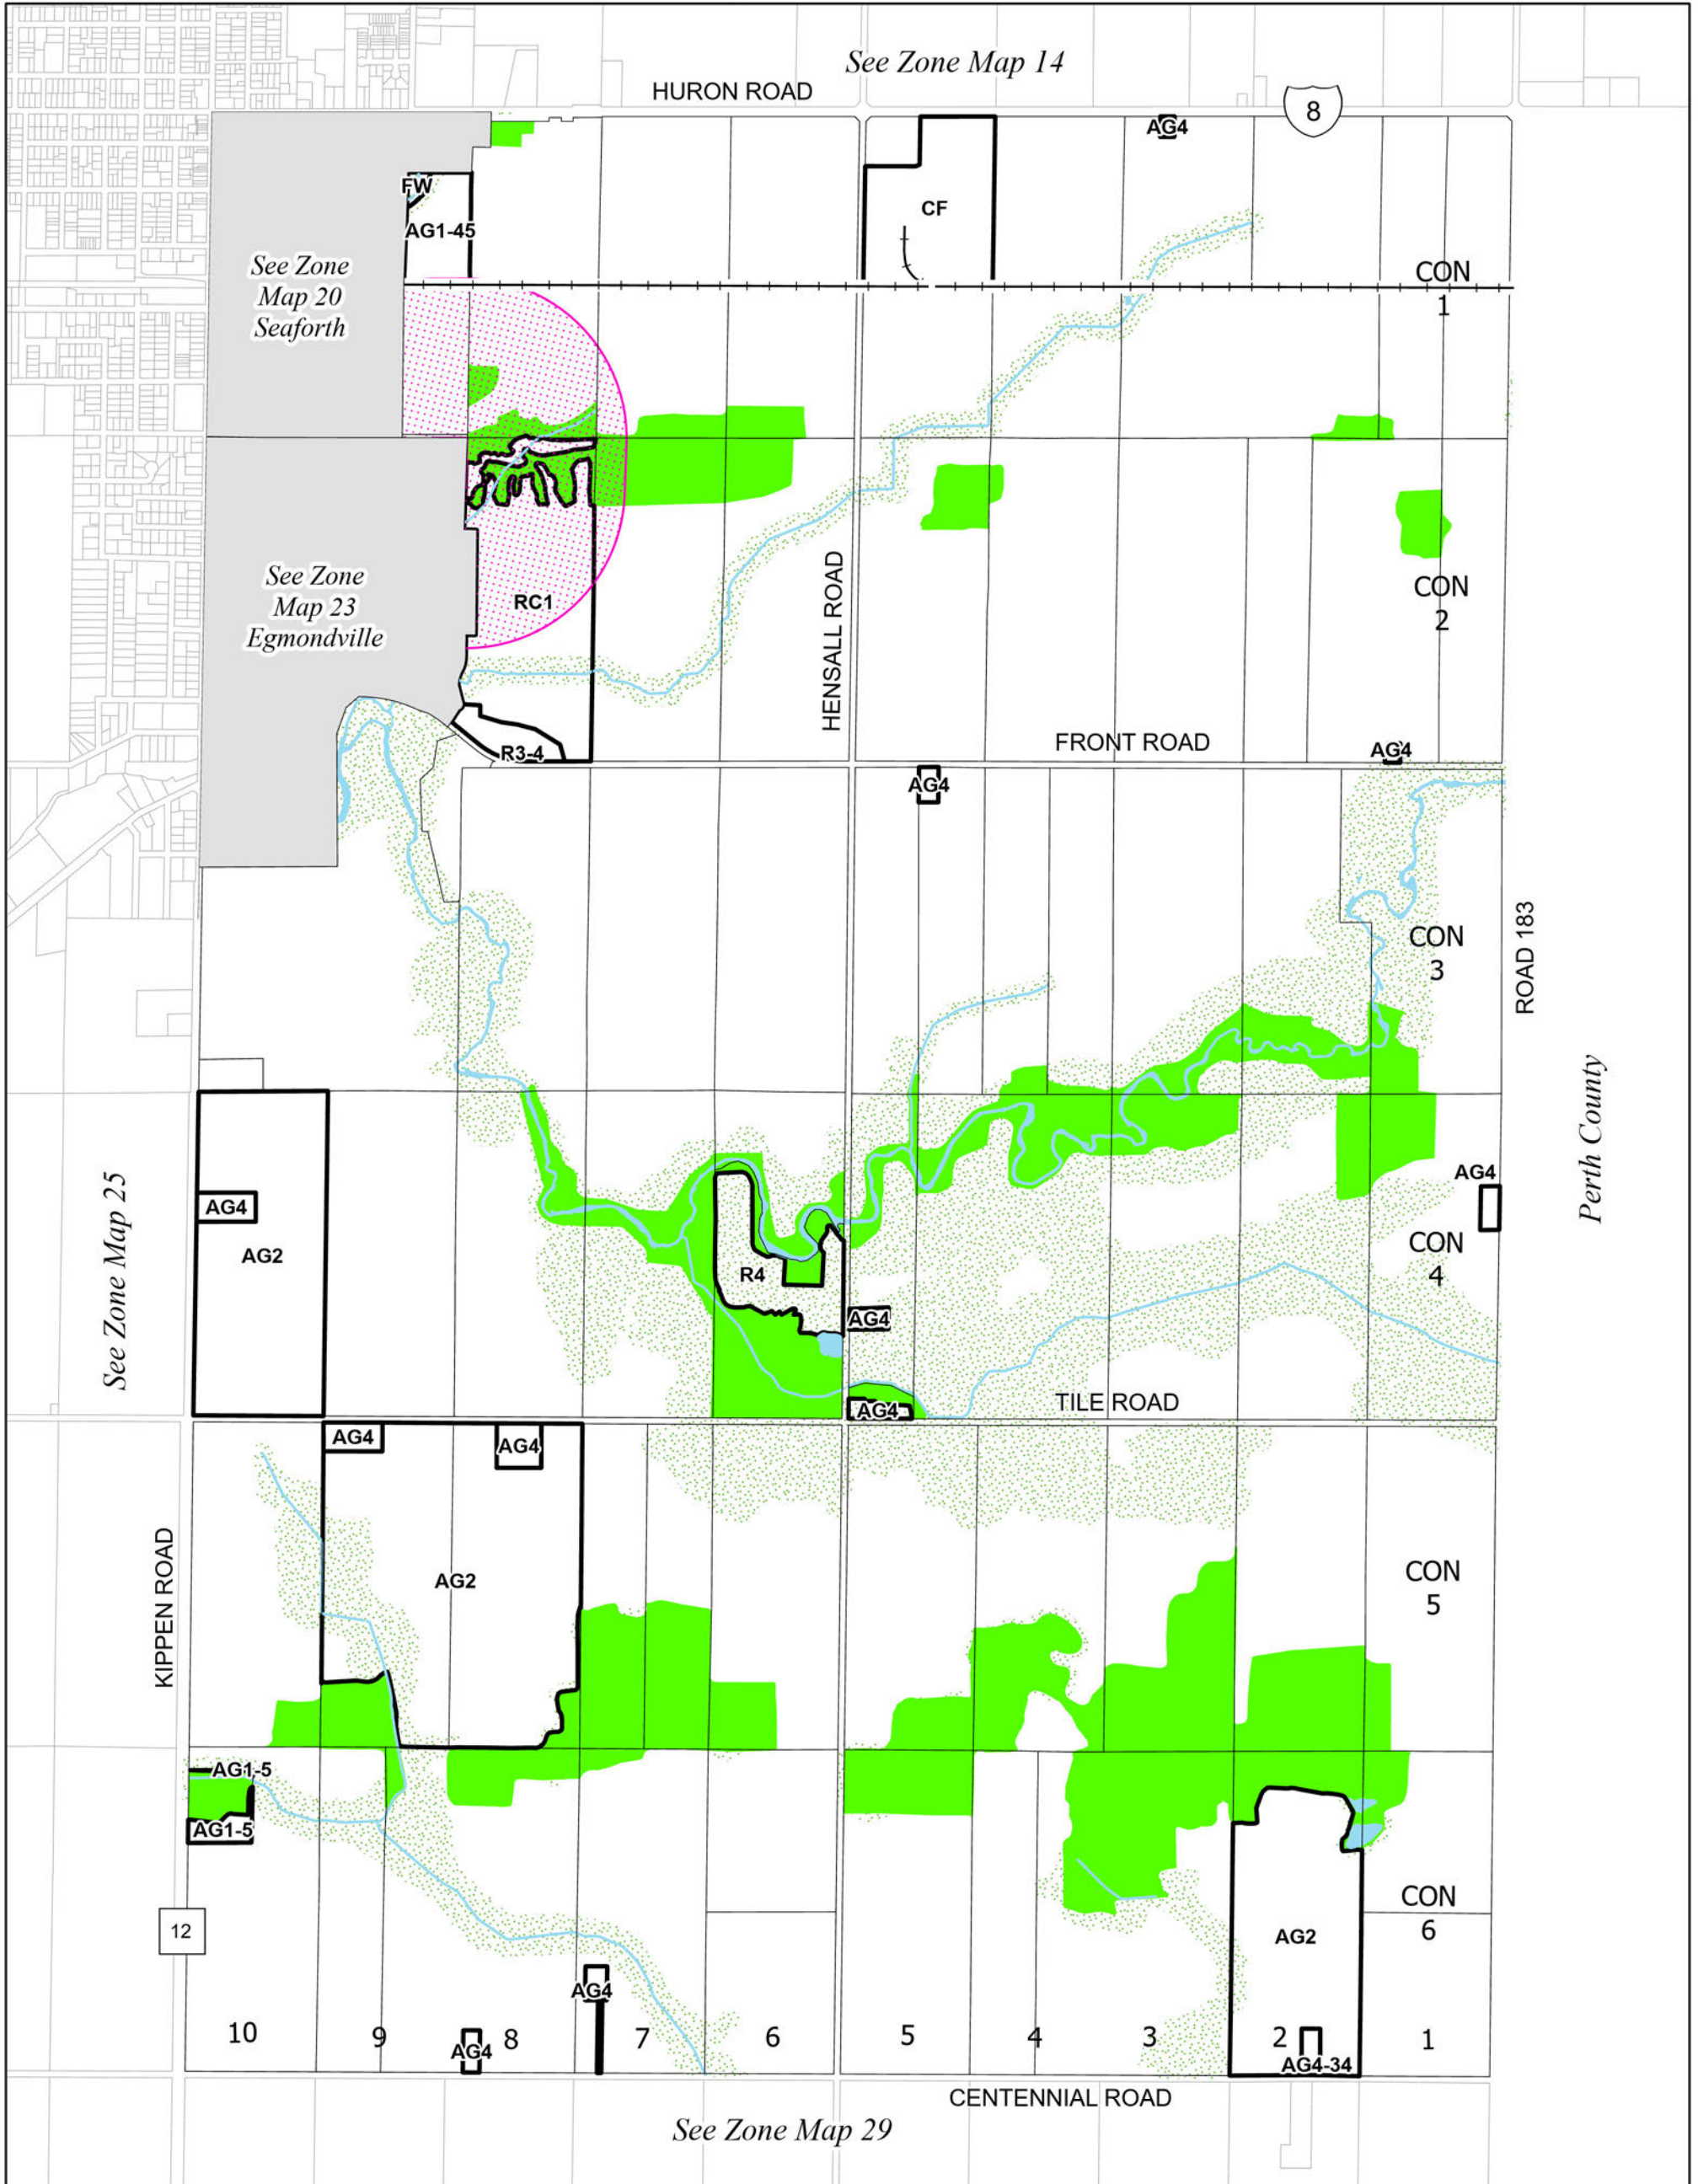 See Zone Map 14
HURON ROAD
8
AG4
FW
AG1-45
CF
See Zone
Map 20
Seaforth
CON
1
See Zone
Map 23
Egmondville
RC1
HENSALL ROAD
CON
2
R3-4
FRONT ROAD
AG4
AG4
CON
3
ROAD 183
Perth County
See Zone Map 25
AG4
AG2
R4
AG4
AG4
CON
4
AG4
TILE ROAD
AG4
AG4
KIPPEN ROAD
AG2
CON
5
AG1-5
AG1-5
12
AG2
CON
6
AG4
AG4
10
9
8
7
6
5
4
3
2
1
AG4-34
CENTENNIAL ROAD
See Zone Map 29